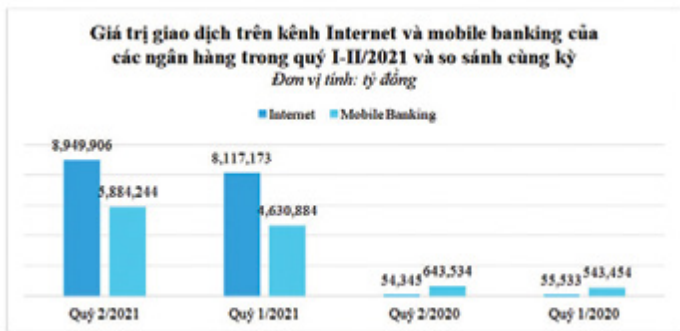 Giá trị giao dịch trên kênh Internet và mobile banking của
các ngân hàng trong quý I-II/2021 và so sánh cùng kỳ
Đơn vị tính: tỷ đồng
Internet Mobile Banking
8,949,906
5,884,244
8,117,173
4,630,884
54,345
643,534
55,533
543,454
Quý 2/2021 Quý 1/2021 Quý 2/2020 Quý 1/2020